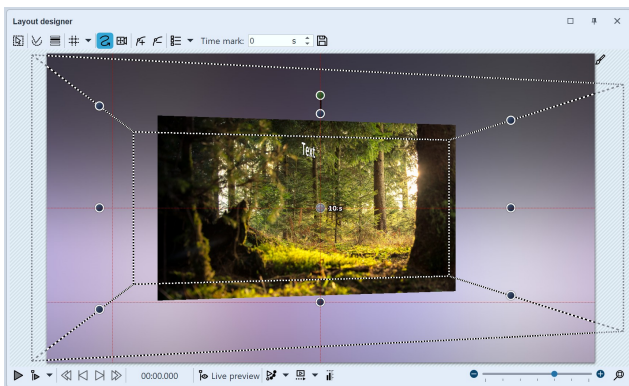 Layout designer
Time mark: 0 s
Text
10 s
00:00.000 Live preview